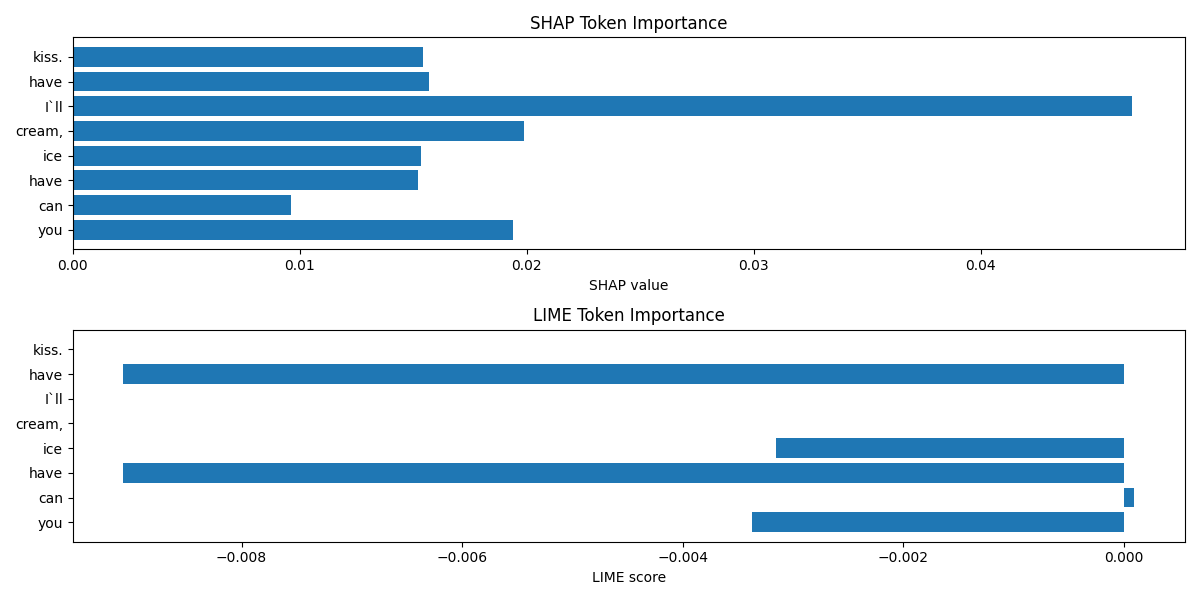 SHAP Token Importance
kiss.
have
I`ll
cream,
ice
have
can
you
0.00 0.01 0.02 0.03 0.04
SHAP value
LIME Token Importance
kiss.
have
I`ll
cream,
ice
have
can
you
−0.008 −0.006 −0.004 −0.002 0.000
LIME score